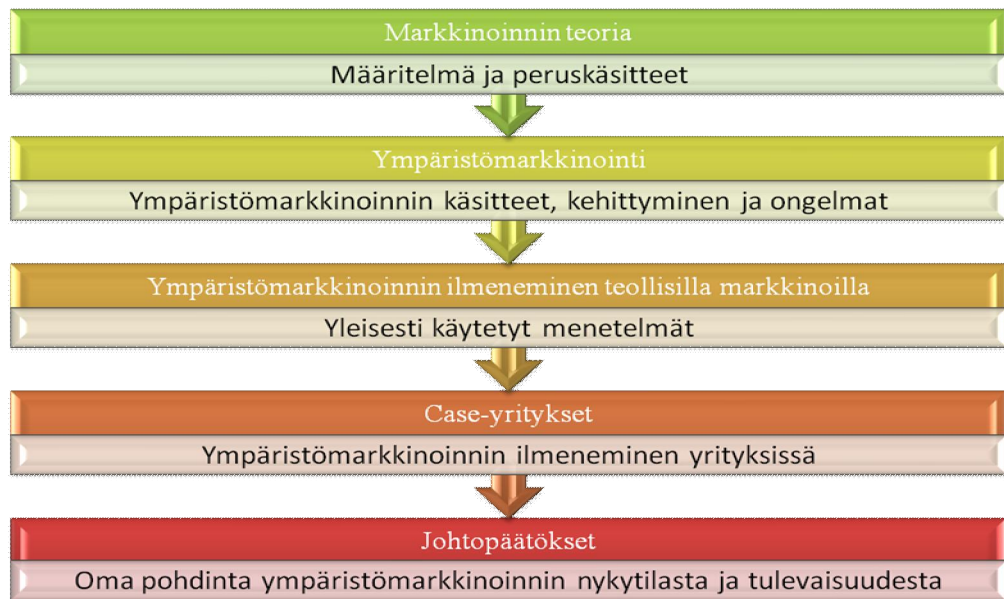 Markkinoinnin teoria
Määritelmä ja peruskäsitteet
Ympäristömarkkinointi
Ympäristömarkkinoinnin käsitteet, kehittyminen ja ongelmat
Ympäristömarkkinoinnin ilmeneminen teollisilla markkinoilla
Yleisesti käytetyt menetelmät
Case-yritykset
Ympäristömarkkinoinnin ilmeneminen yrityksissä
Johtopäätökset
Oma pohdinta ympäristömarkkinoinnin nykytilasta ja tulevaisuudesta